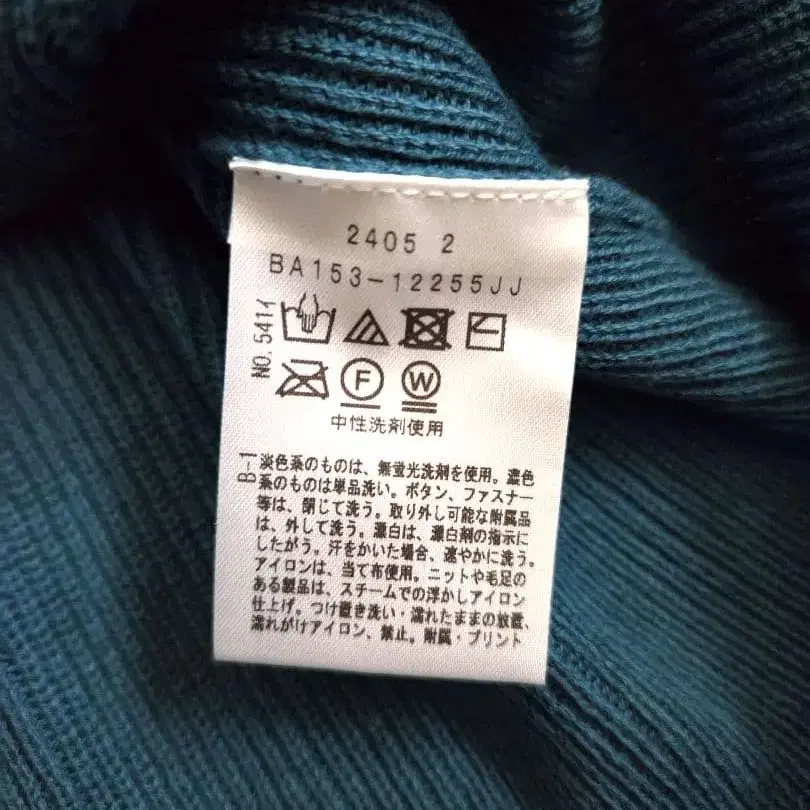 2405 2
BA153-12255JJ
NO.541イ
F W
中性洗剤使用
B-1
淡色系のものは、無蛍光洗剤を使用。濃色
系のものは単品洗い。ボタン、ファスナー
等は、閉じて洗う。取り外し可能な附属品
は、外して洗う。漂白は、漂白剤の指示に
したがう。汗をかいた場合、速やかに洗う。
アイロンは、当て布使用。ニットや毛足の
ある製品は、スチームでの浮かしアイロン
仕上げ。つけ置き洗い・濡れたままの放置、
濡れがけアイロン、禁止。附属・プリント